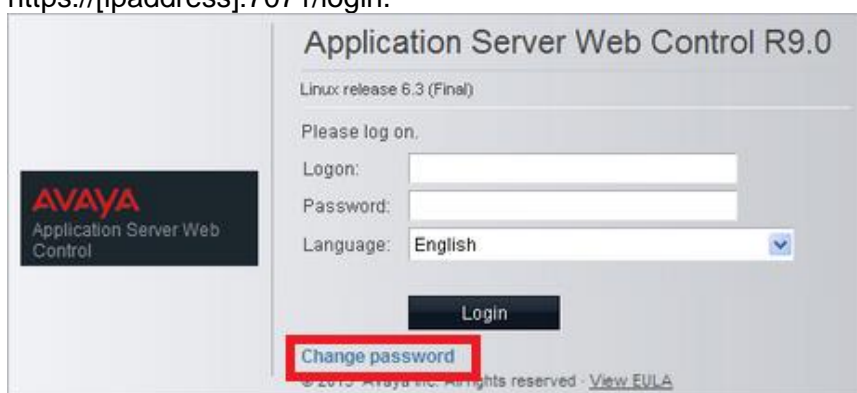 https://[ipaddress]:7071/login.
Application Server Web Control R9.0
Linux release 6.3 (Final)
Please log on.
Logon:
Password:
Language: English
AVAYA
Application Server Web
Control
Login
Change password
Avaya Inc. All rights reserved - View EULA